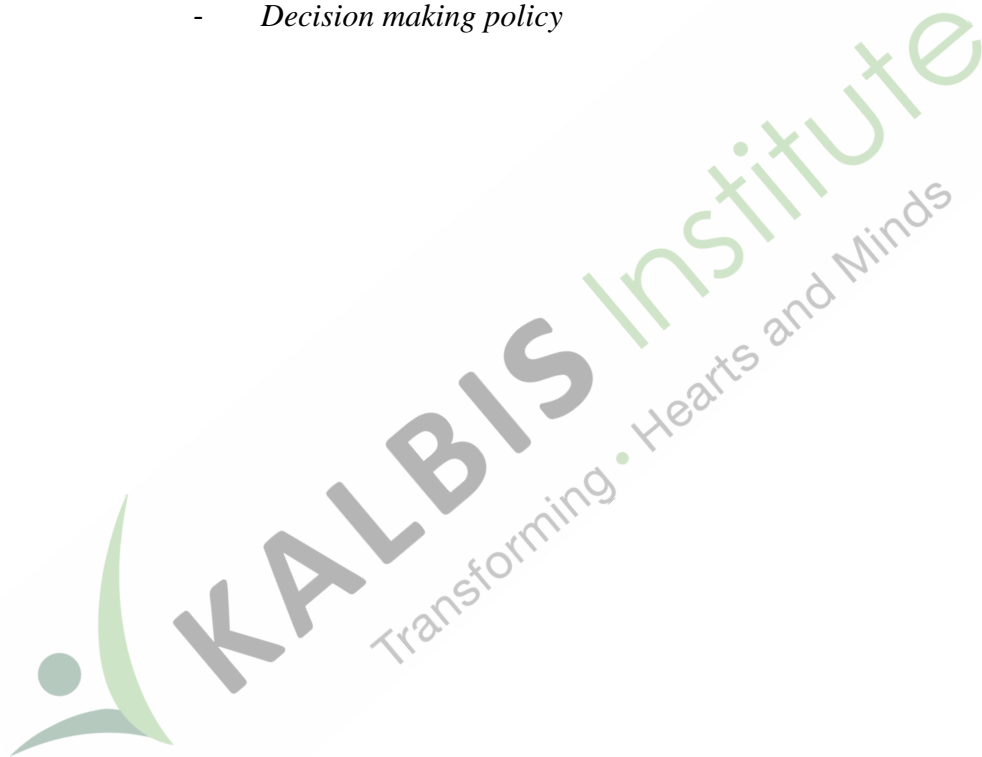 - Decision making policy
KALBIS Institute
Transforming • Hearts and Minds